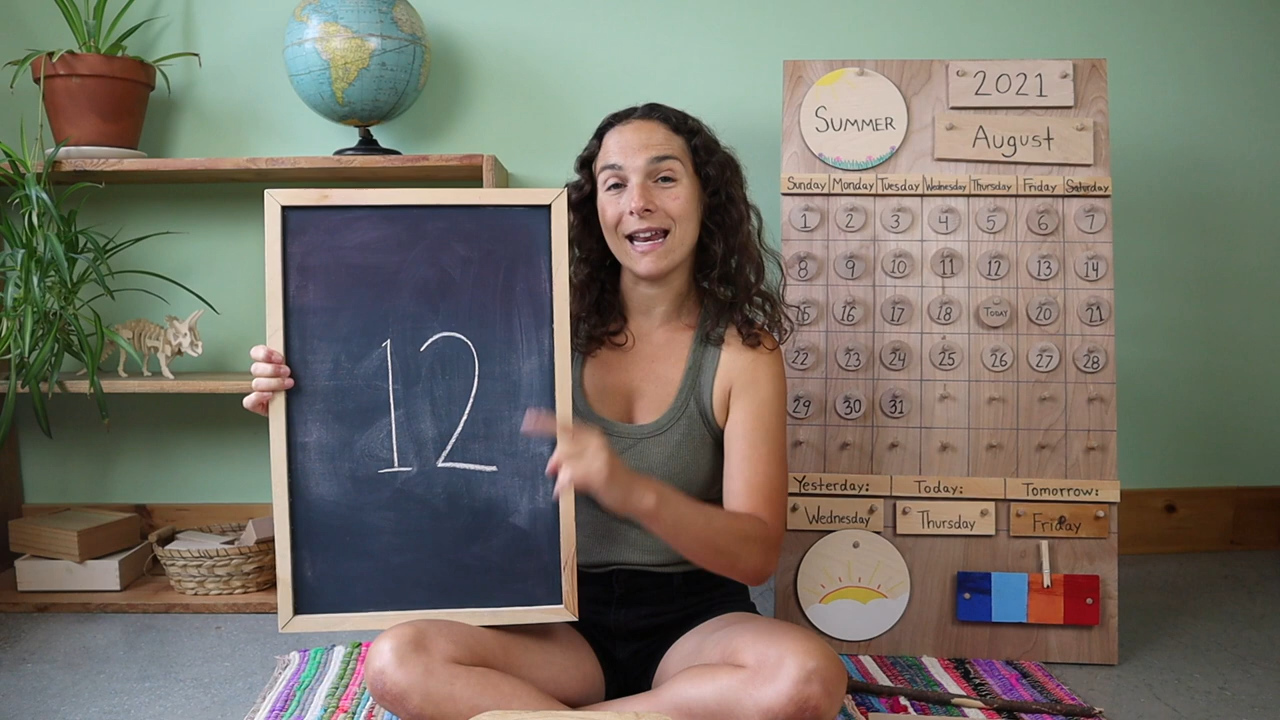 12
SUMMER
2021
August
Sunday Monday Tuesday Wednesday Thursday Friday Saturday
1 2 3 4 5 6 7
8 9 10 11 12 13 14
15 16 17 18 TODAY 20 21
22 23 24 25 26 27 28
29 30 31
Yesterday: Today: Tomorrow:
Wednesday Thursday Friday